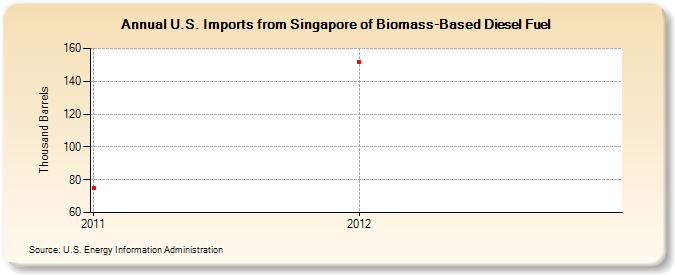 Annual U.S. Imports from Singapore of Biomass-Based Diesel Fuel
Thousand Barrels
160
140
120
100
80
60
2011 2012
Source: U.S. Energy Information Administration